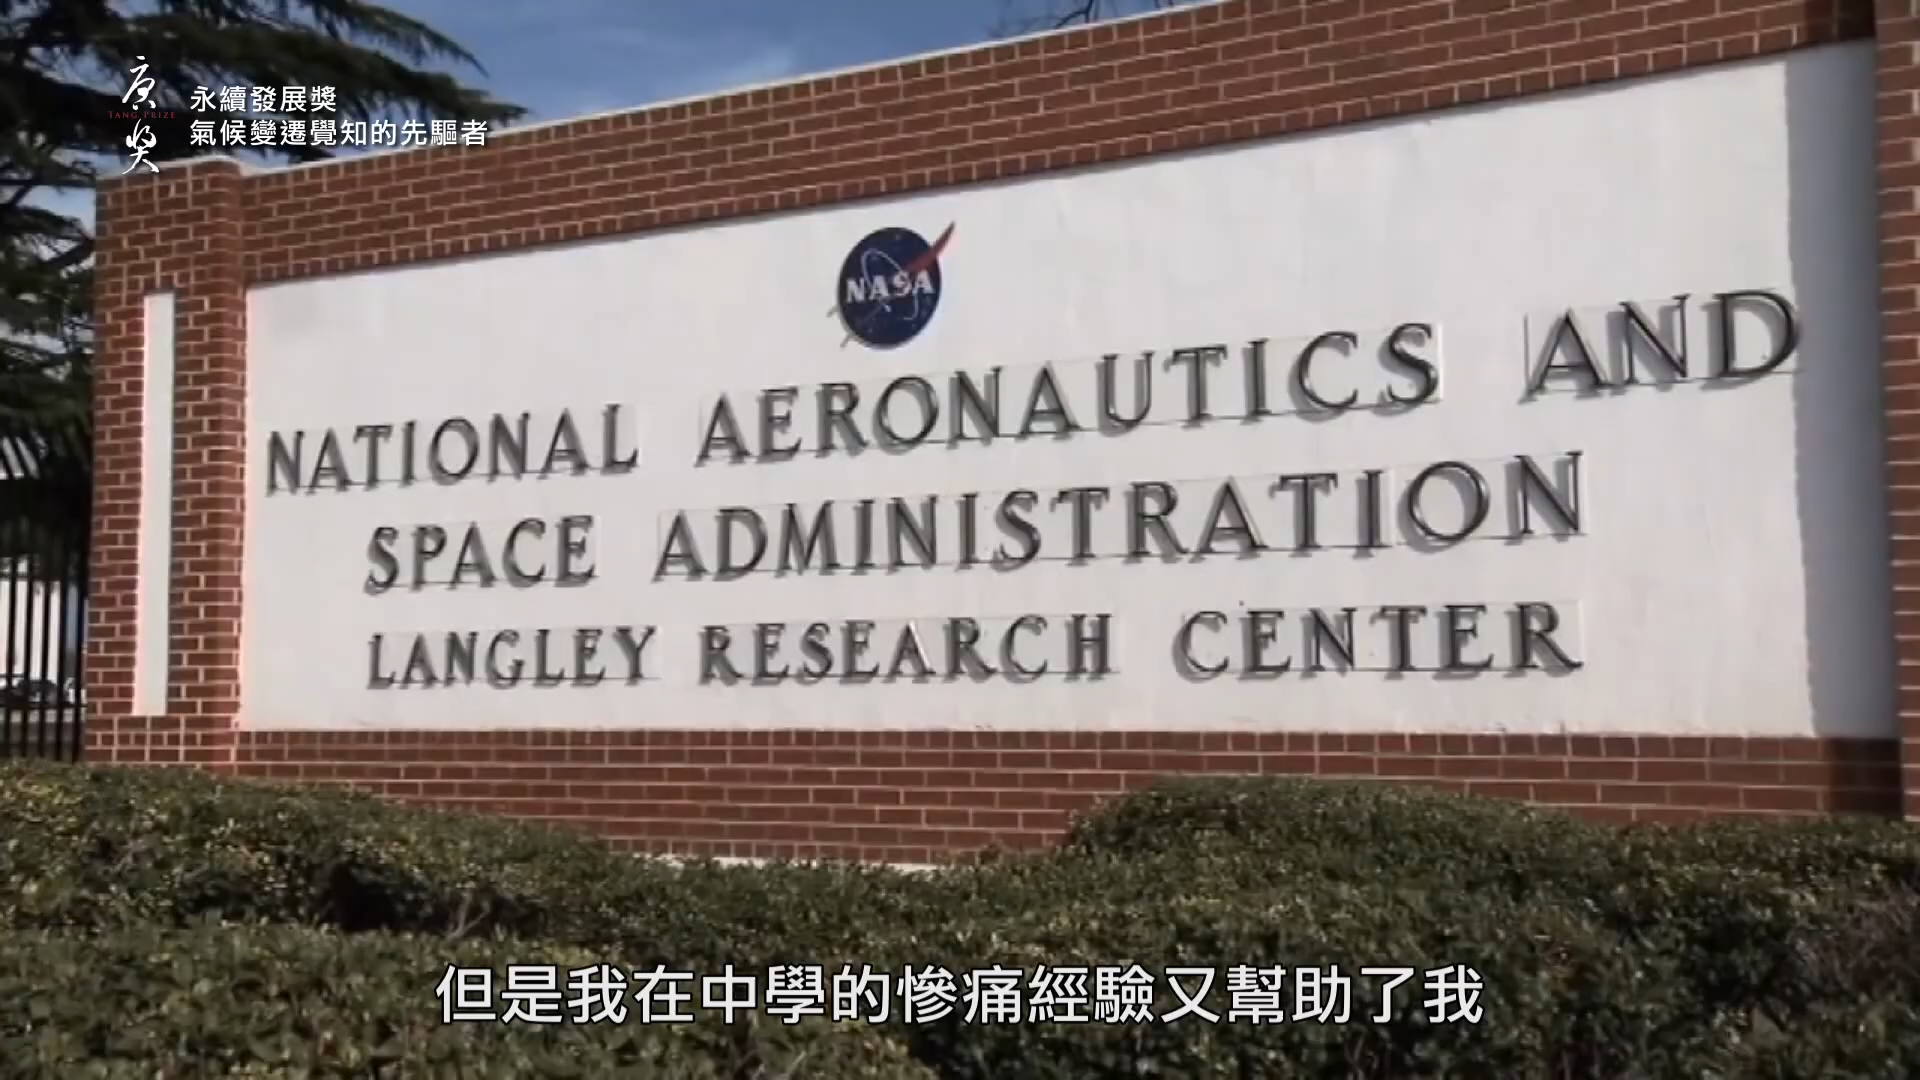 唐獎
TANG PRIZE
永續發展獎
氣候變遷覺知的先驅者
NASA
NATIONAL AERONAUTICS AND
SPACE ADMINISTRATION
LANGLEY RESEARCH CENTER
但是我在中學的慘痛經驗又幫助了我